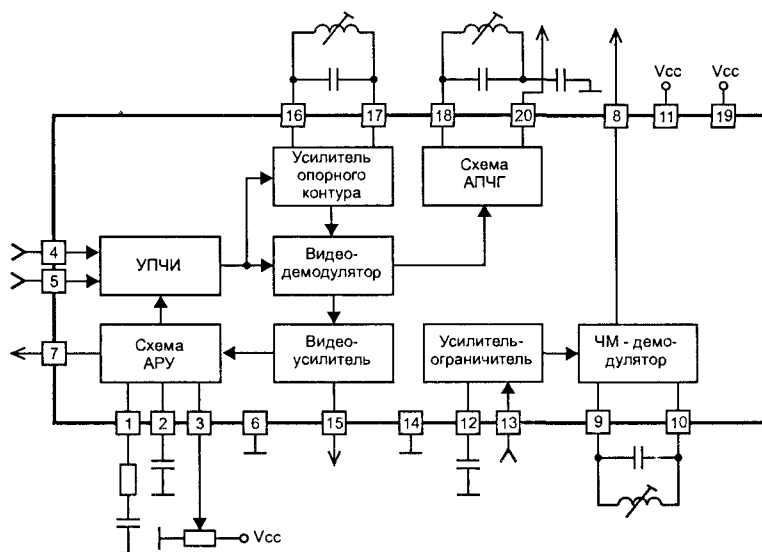 Vcc
Vcc
16
17
18
20
8
11
19
Усилитель
опорного
контура
Схема
АПЧГ
4
5
УПЧИ
Видео-
демодулятор
7
Схема
АРУ
Видео-
усилитель
Усилитель-
ограничитель
ЧМ - демо-
дулятор
1
2
3
6
15
14
12
13
9
10
Vcc